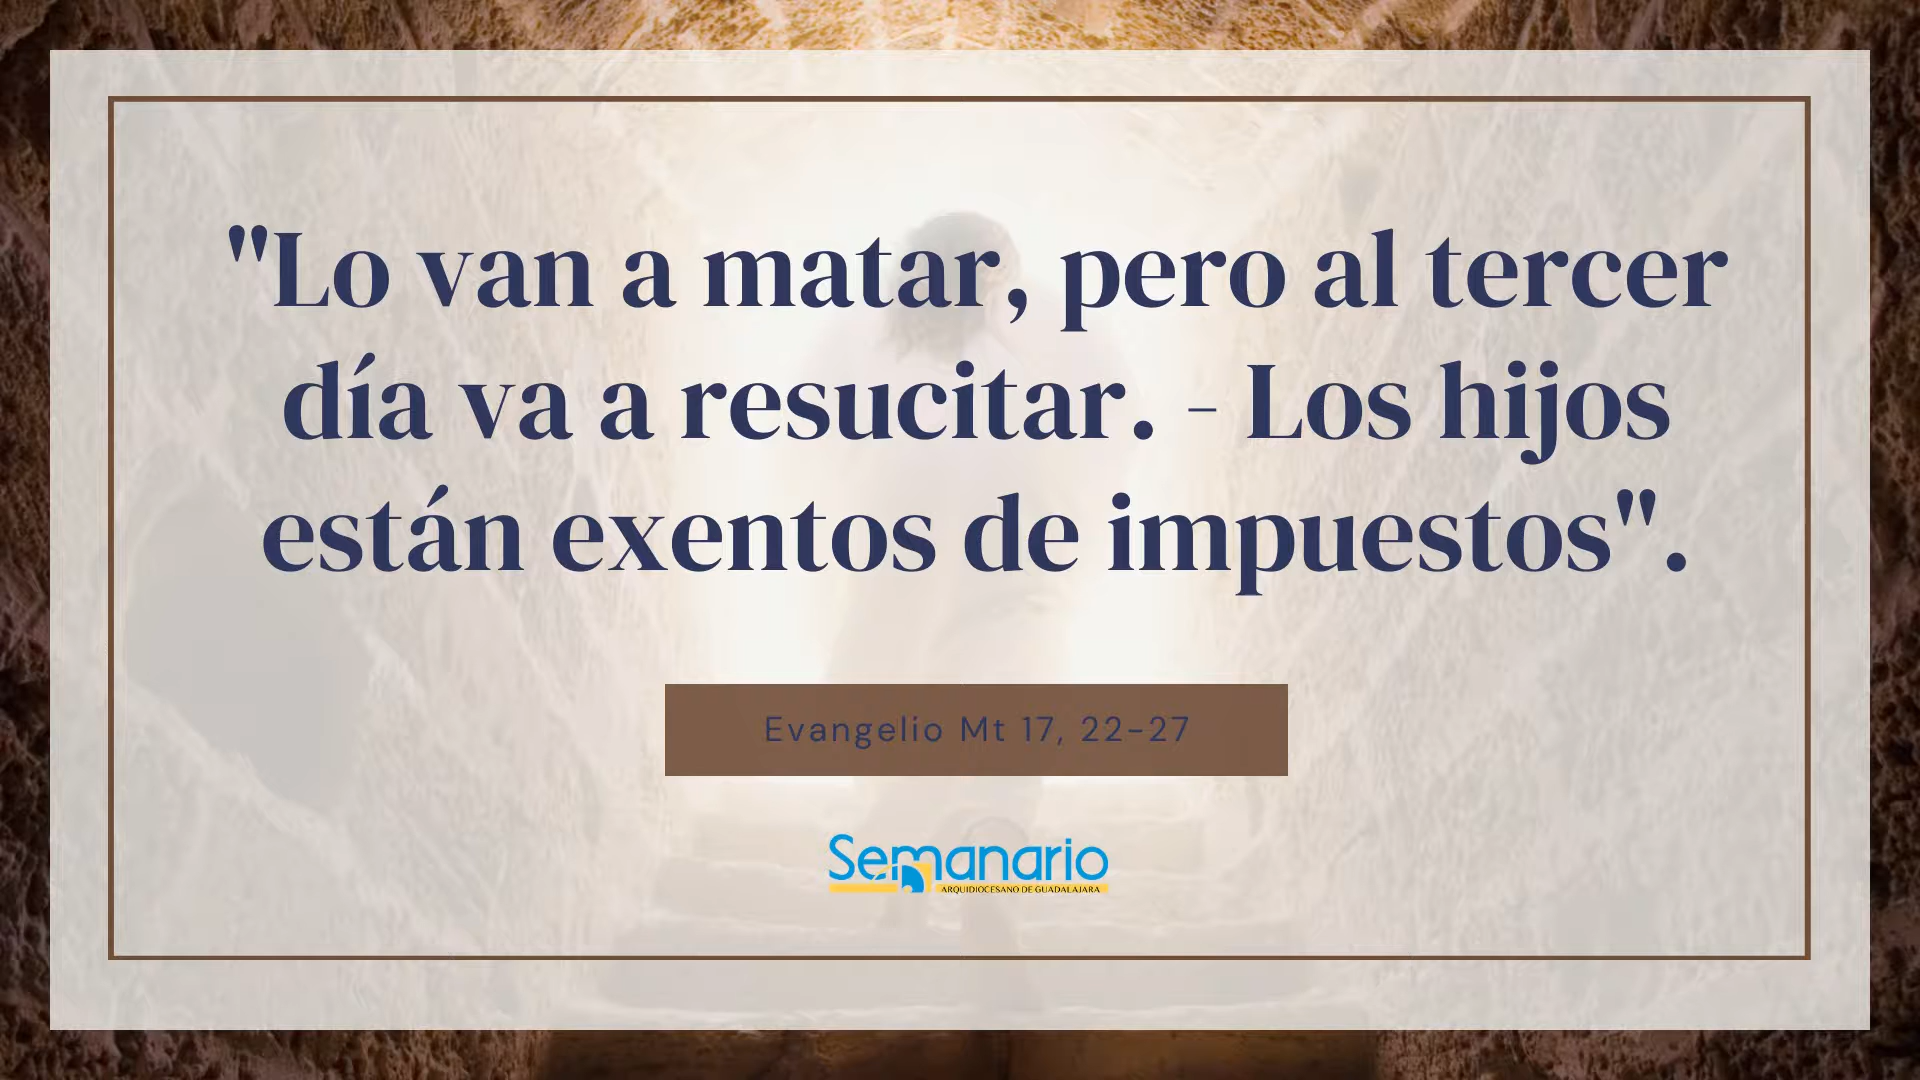 "Lo van a matar, pero al tercer
día va a resucitar. - Los hijos
están exentos de impuestos".
Evangelio Mt 17, 22-27
Semanario
ARQUIDIOCESANO DE GUADALAJARA